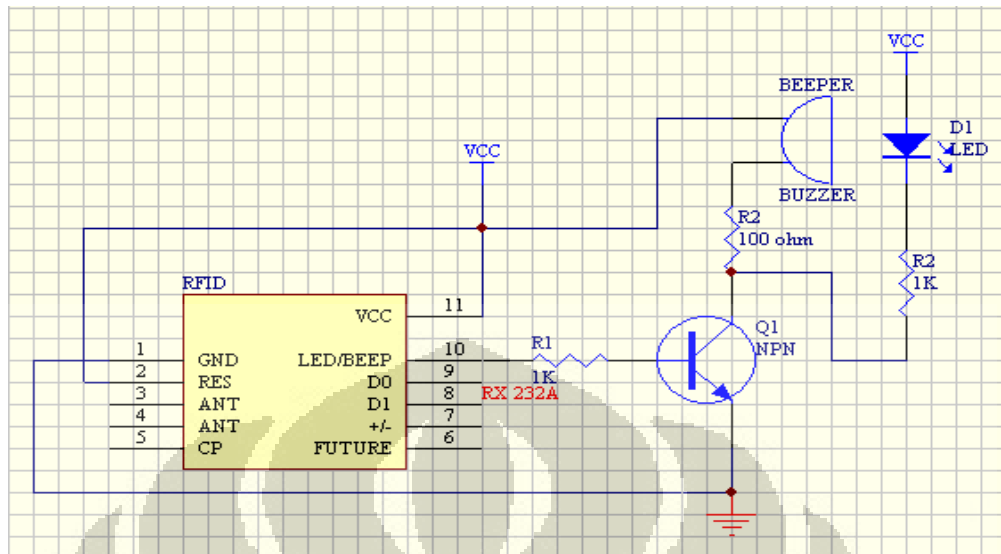 VCC
BEEPER
D1
LED
VCC
BUZZER
R2
100 ohm
R2
1K
RFID
VCC 11
1 GND LED/BEEP 10
2 RES D0 9
3 ANT D1 8
4 ANT +/- 7
5 CP FUTURE 6
R1
1K
RX 232A
Q1
NPN